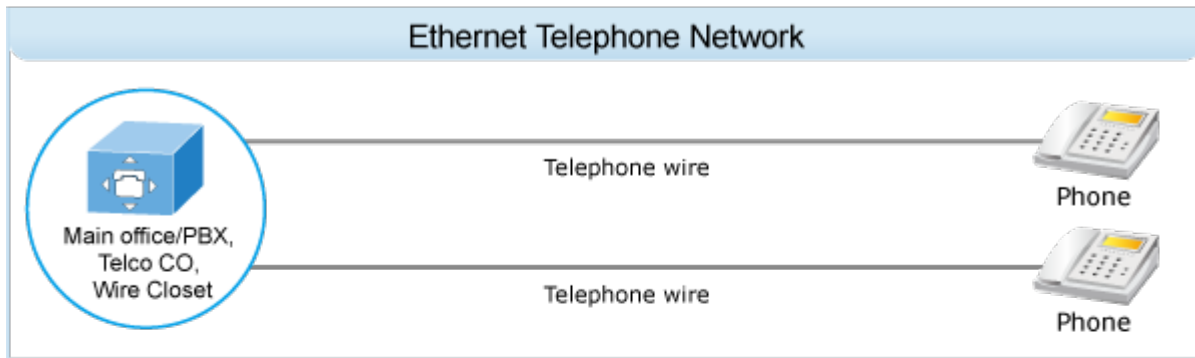 Ethernet Telephone Network
Telephone wire
Phone
Main office/PBX,
Telco CO,
Wire Closet
Telephone wire
Phone